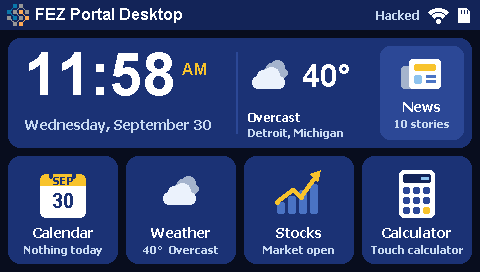 FEZ Portal Desktop
Hacked
11:58 AM
Wednesday, September 30
40°
Overcast
Detroit, Michigan
News
10 stories
SEP
30
Calendar
Nothing today
Weather
40° Overcast
Stocks
Market open
Calculator
Touch calculator